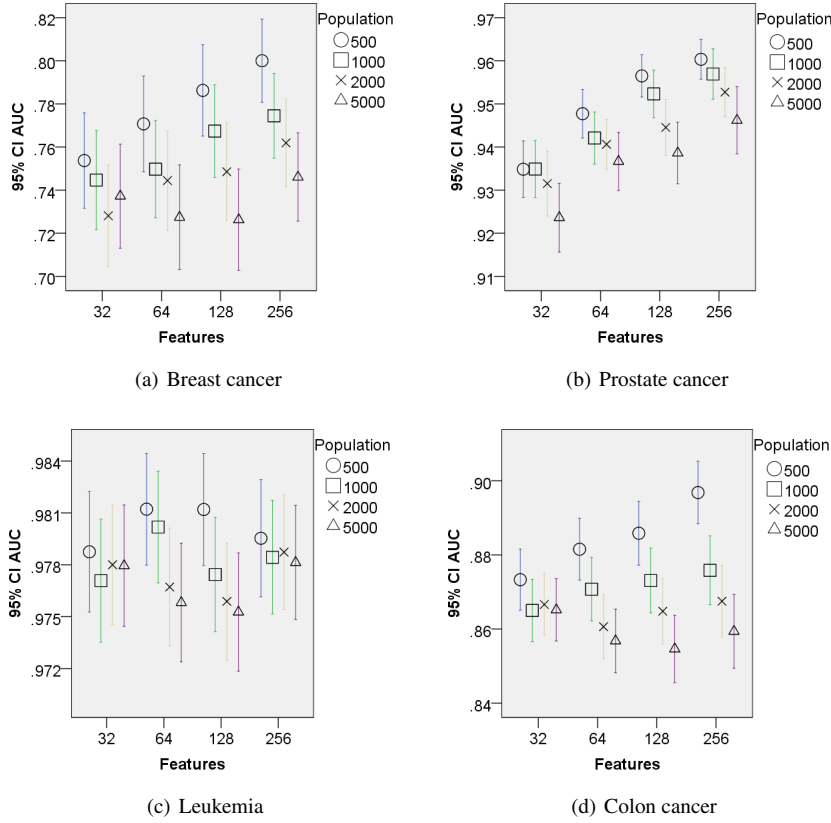 Population
500
1000
2000
5000
95% CI AUC
.82
.80
.78
.76
.74
.72
.70
32 64 128 256
Features
(a) Breast cancer
Population
500
1000
2000
5000
95% CI AUC
.97
.96
.95
.94
.93
.92
.91
32 64 128 256
Features
(b) Prostate cancer
Population
500
1000
2000
5000
95% CI AUC
.984
.981
.978
.975
.972
32 64 128 256
Features
(c) Leukemia
Population
500
1000
2000
5000
95% CI AUC
.90
.88
.86
.84
32 64 128 256
Features
(d) Colon cancer